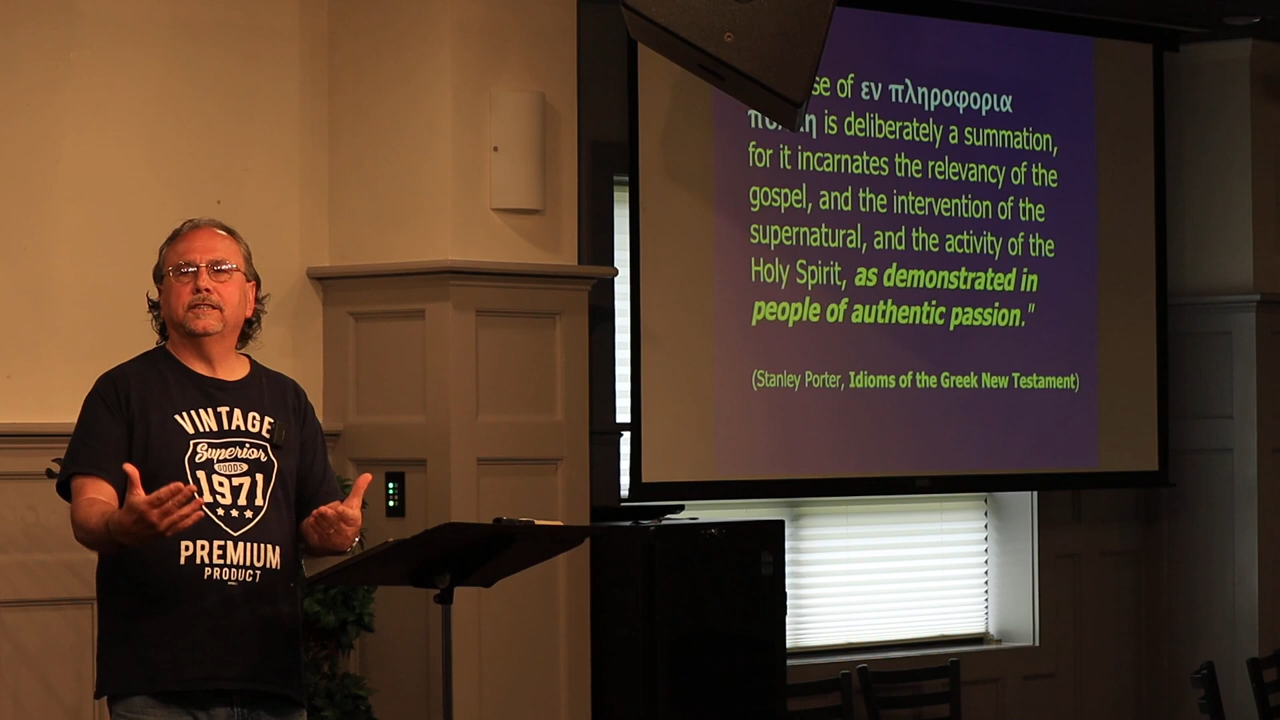 se of εν πληροφορια
is deliberately a summation,
for it incarnates the relevancy of the
gospel, and the intervention of the
supernatural, and the activity of the
Holy Spirit, as demonstrated in
people of authentic passion."
(Stanley Porter, Idioms of the Greek New Testament)
VINTAGE
Superior
GOODS
1971
PREMIUM
PRODUCT